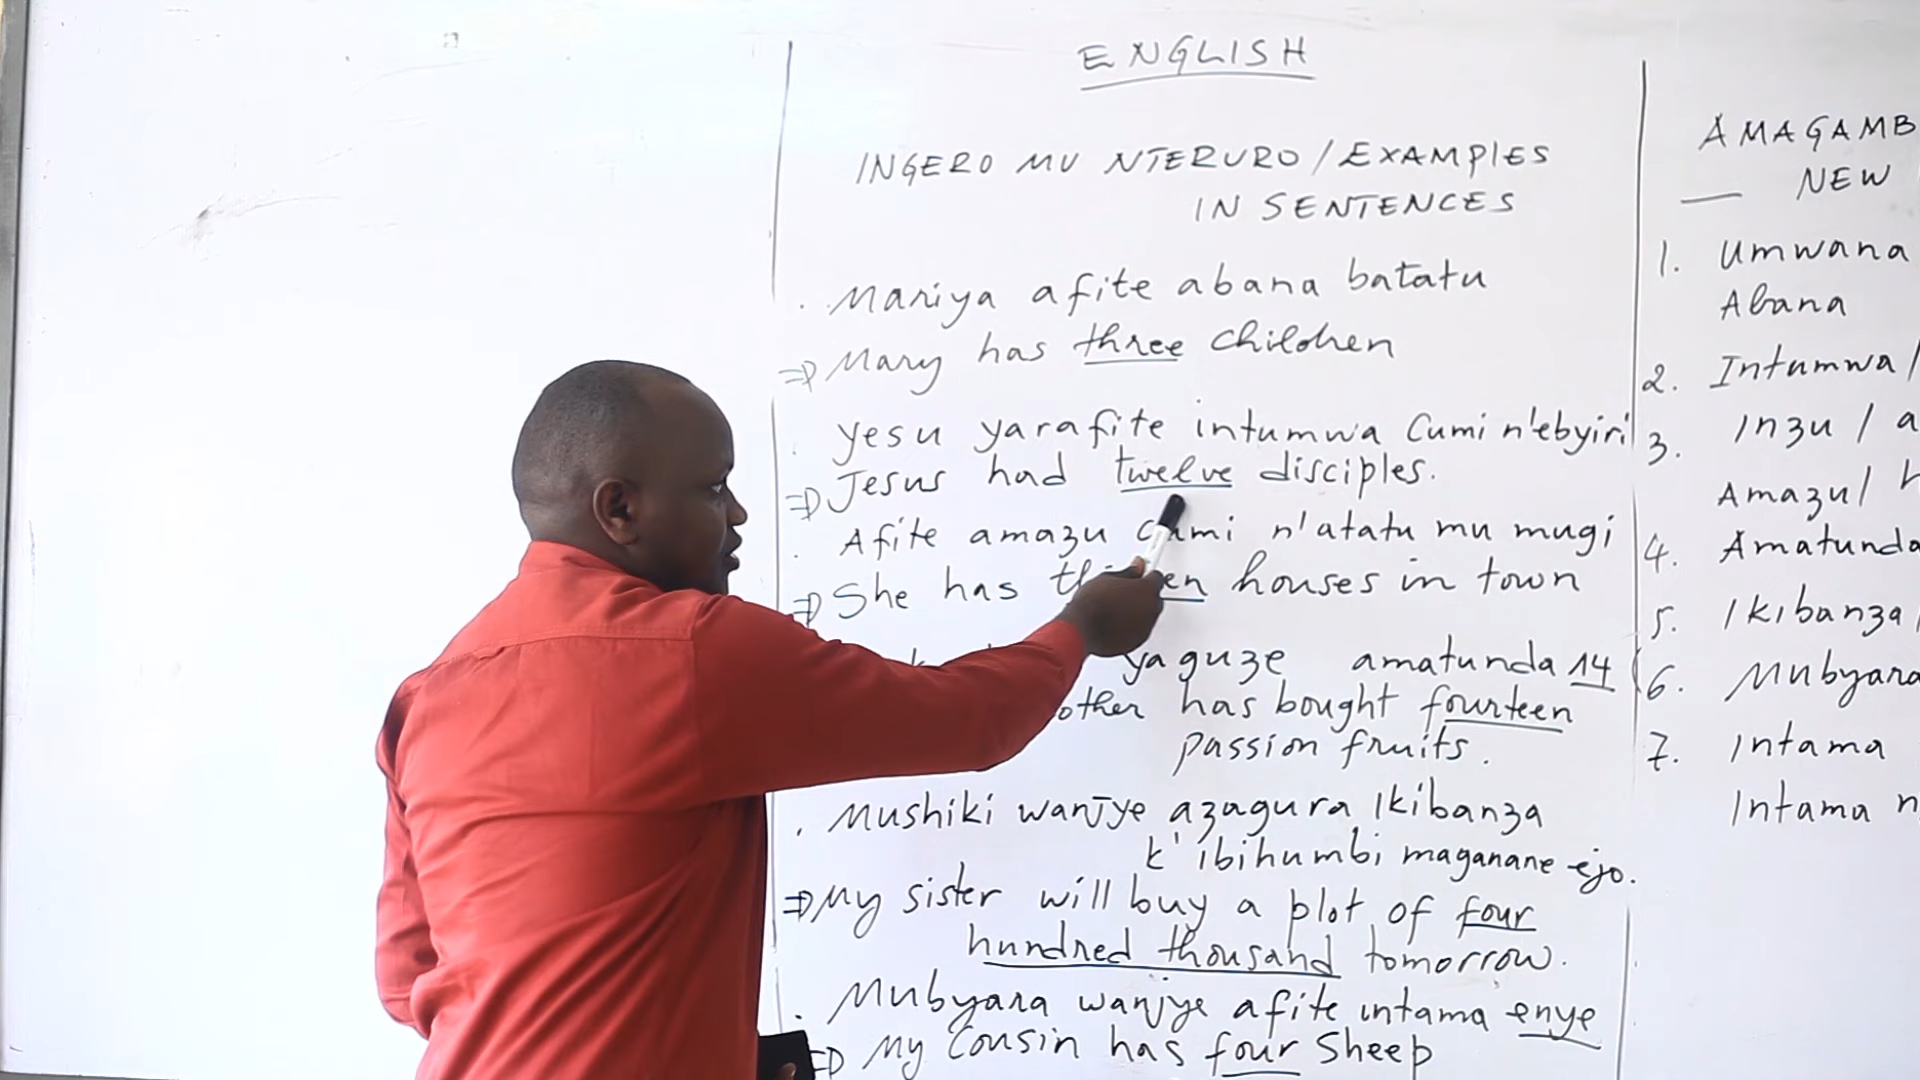 ENGLISH
INGERO MU NTERURO / EXAMPlES
IN SENTENCES
. Mariya afite abana batatu
⇒ Mary has three children
. Yesu yarafite intumwa Cumi n'ebyiri
⇒ Jesus had twelve disciples.
. Afite amazu cumi n'atatu mu mugi
⇒ She has houses in town
yaguze amatunda 14
has bought fourteen
passion fruits.
. Mushiki wanjye azagura Ikibanza
k'ibihumbi maganane ejo.
⇒ My sister will buy a plot of four
hundred thousand tomorrow.
. Mubyara wanjye afite intama enye
⇒ My Cousin has four Sheep
AMAGAMB
NEW
1. Umwana
Abana
2. Intumwa /
3. Inzu / a
Amazu /
4. Amatunda
5. Ikibanza
6. Mubyara
7. Intama
Intama n